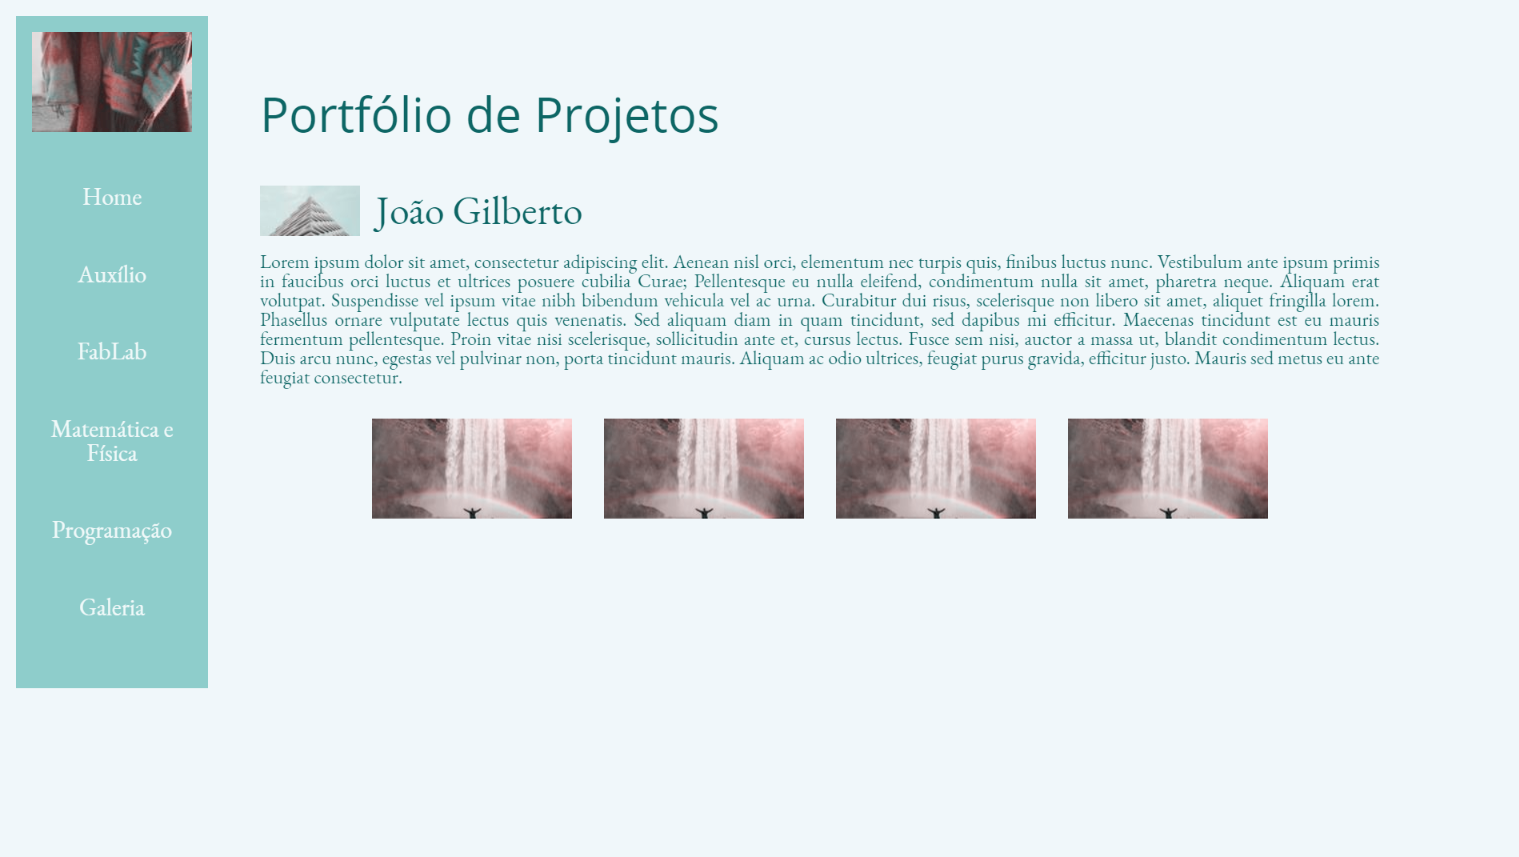 Home
Auxílio
FabLab
Matemática e
Física
Programação
Galeria
Portfólio de Projetos
João Gilberto
Lorem ipsum dolor sit amet, consectetur adipiscing elit. Aenean nisl orci, elementum nec turpis quis, finibus luctus nunc. Vestibulum ante ipsum primis
in faucibus orci luctus et ultrices posuere cubilia Curae; Pellentesque eu nulla eleifend, condimentum nulla sit amet, pharetra neque. Aliquam erat
volutpat. Suspendisse vel ipsum vitae nibh bibendum vehicula vel ac urna. Curabitur dui risus, scelerisque non libero sit amet, aliquet fringilla lorem.
Phasellus ornare vulputate lectus quis venenatis. Sed aliquam diam in quam tincidunt, sed dapibus mi efficitur. Maecenas tincidunt est eu mauris
fermentum pellentesque. Proin vitae nisi scelerisque, sollicitudin ante et, cursus lectus. Fusce sem nisi, auctor a massa ut, blandit condimentum lectus.
Duis arcu nunc, egestas vel pulvinar non, porta tincidunt mauris. Aliquam ac odio ultrices, feugiat purus gravida, efficitur justo. Mauris sed metus eu ante
feugiat consectetur.